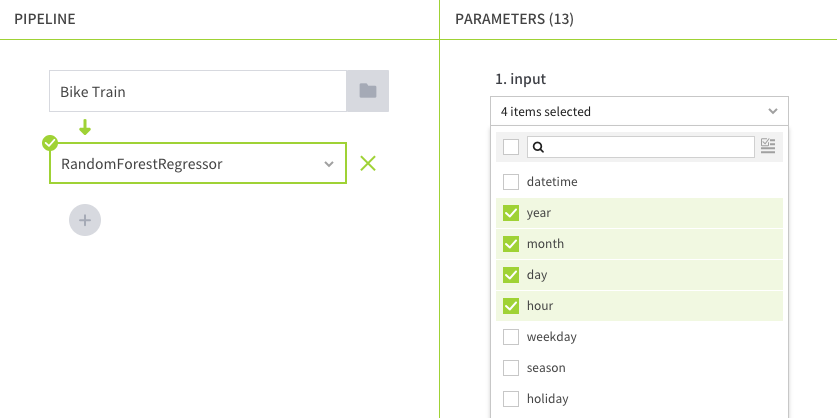 PIPELINE
PARAMETERS (13)
Bike Train
RandomForestRegressor
1. input
4 items selected
datetime
year
month
day
hour
weekday
season
holiday